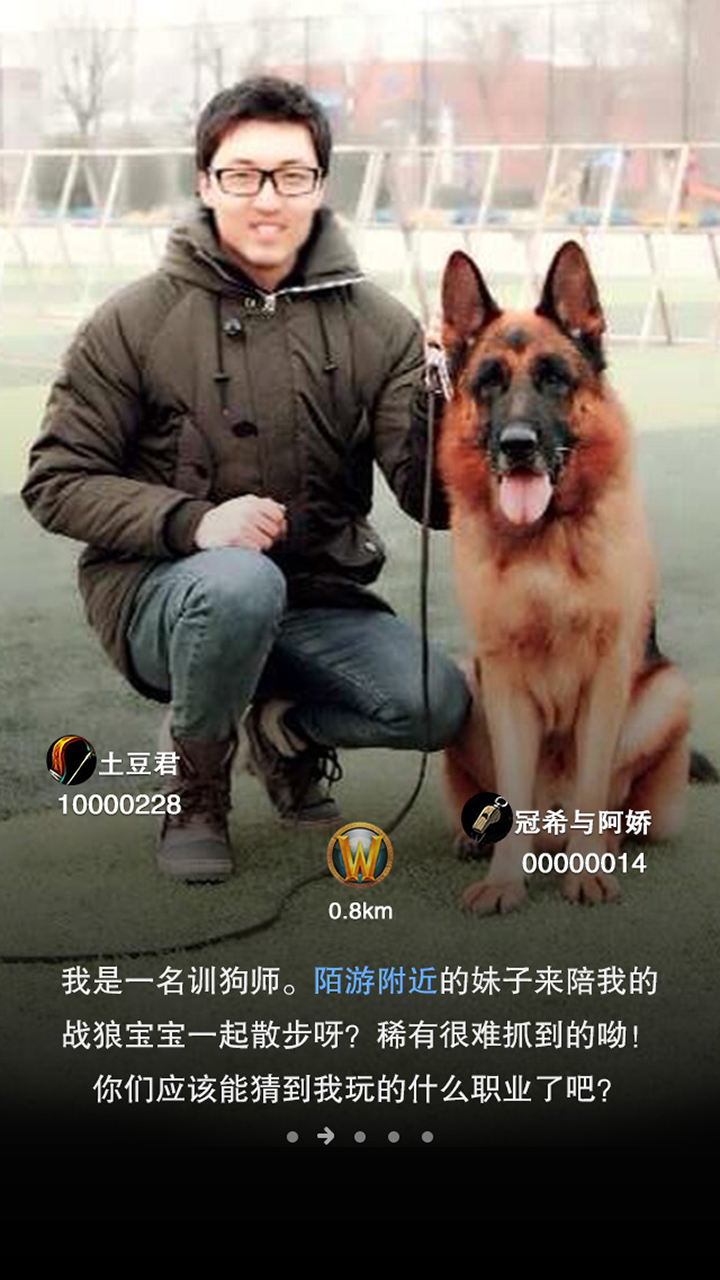 土豆君
10000228
冠希与阿娇
00000014
W
0.8km
我是一名训狗师。陌游附近的妹子来陪我的
战狼宝宝一起散步呀？稀有很难抓到的呦！
你们应该能猜到我玩的什么职业了吧？